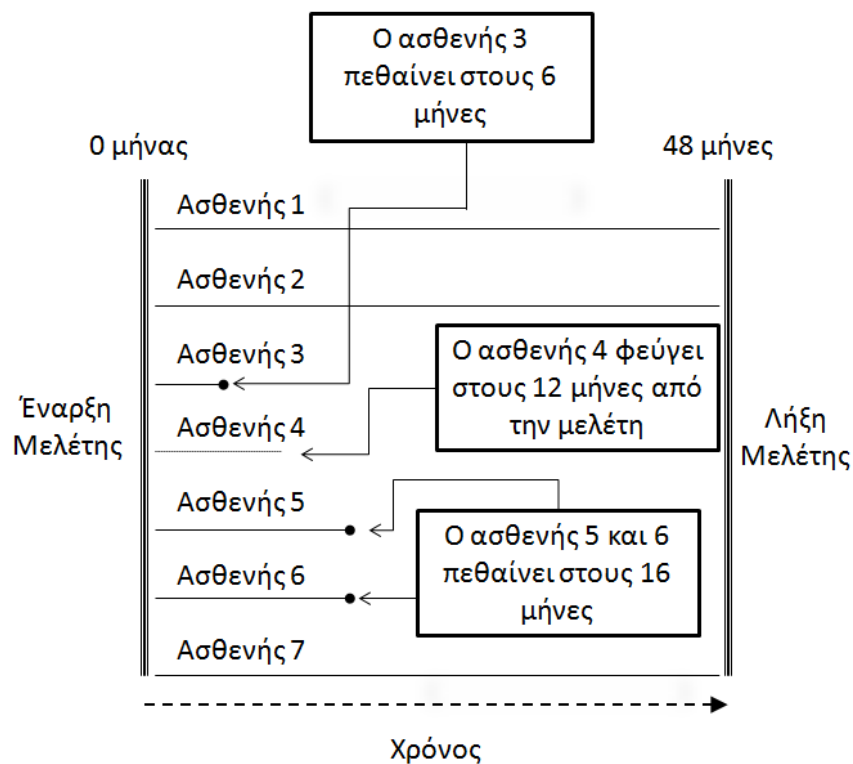 Ο ασθενής 3
πεθαίνει στους 6
μήνες
0 μήνας
48 μήνες
Ασθενής 1
Ασθενής 2
Ασθενής 3
Ο ασθενής 4 φεύγει
στους 12 μήνες από
την μελέτη
Έναρξη
Μελέτης
Ασθενής 4
Λήξη
Μελέτης
Ασθενής 5
Ο ασθενής 5 και 6
πεθαίνει στους 16
μήνες
Ασθενής 6
Ασθενής 7
Χρόνος